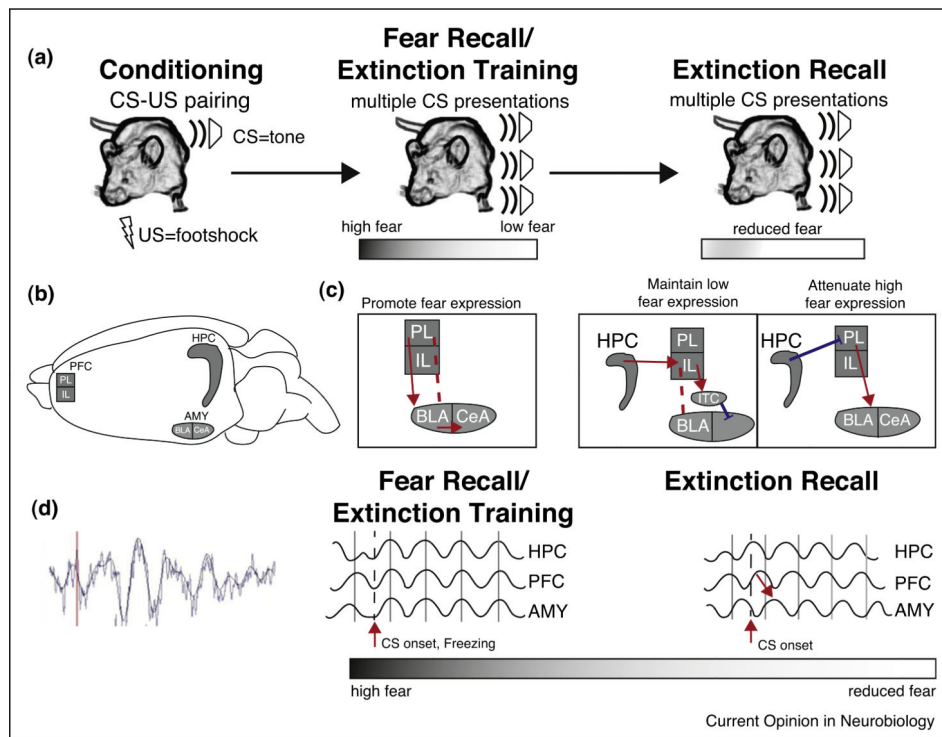 (a)
Conditioning
CS-US pairing
CS=tone
US=footshock
Fear Recall/
Extinction Training
multiple CS presentations
high fear
low fear
Extinction Recall
multiple CS presentations
reduced fear
(b)
PFC
PL
IL
HPC
AMY
BLA CeA
(c)
Promote fear expression
PL
IL
BLA CeA
Maintain low
fear expression
HPC
PL
IL
ITC
BLA
Attenuate high
fear expression
HPC
PL
IL
BLA CeA
(d)
Fear Recall/
Extinction Training
HPC
PFC
AMY
CS onset, Freezing
Extinction Recall
HPC
PFC
AMY
CS onset
high fear
reduced fear
Current Opinion in Neurobiology